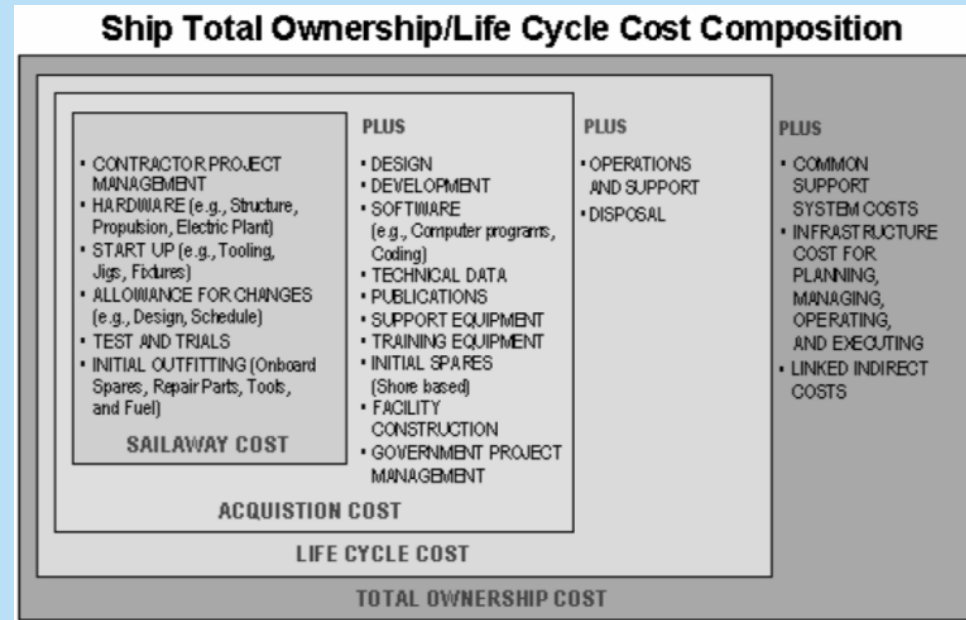 Ship Total Ownership/Life Cycle Cost Composition
• CONTRACTOR PROJECT
MANAGEMENT
• HARDWARE (e.g., Structure,
Propulsion, Electric Plant)
• START UP (e.g., Tooling,
Jigs, Fixtures)
• ALLOWANCE FOR CHANGES
(e.g., Design, Schedule)
• TEST AND TRIALS
• INITIAL OUTFITTING (Onboard
Spares, Repair Parts, Tools,
and Fuel)
SAILAWAY COST
PLUS
• DESIGN
• DEVELOPMENT
• SOFTWARE
(e.g., Computer programs,
Coding)
• TECHNICAL DATA
• PUBLICATIONS
• SUPPORT EQUIPMENT
• TRAINING EQUIPMENT
• INITIAL SPARES
(Shore based)
• FACILITY
CONSTRUCTION
• GOVERNMENT PROJECT
MANAGEMENT
ACQUISTION COST
PLUS
• OPERATIONS
AND SUPPORT
• DISPOSAL
LIFE CYCLE COST
PLUS
• COMMON
SUPPORT
SYSTEM COSTS
• INFRASTRUCTURE
COST FOR
PLANNING,
MANAGING,
OPERATING,
AND EXECUTING
• LINKED INDIRECT
COSTS
TOTAL OWNERSHIP COST